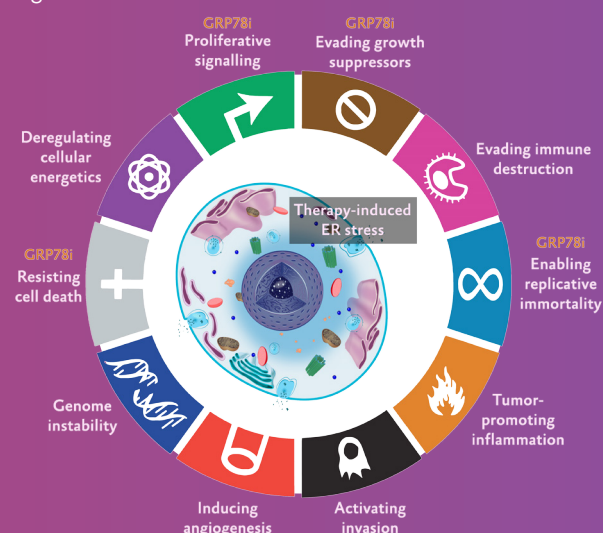 GRP78i
Proliferative
signalling
GRP78i
Evading growth
suppressors
Deregulating
cellular
energetics
Evading immune
destruction
Therapy-induced
ER stress
GRP78i
Resisting
cell death
GRP78i
Enabling
replicative
immortality
Genome
instability
Tumor-
promoting
inflammation
Inducing
angiogenesis
Activating
invasion